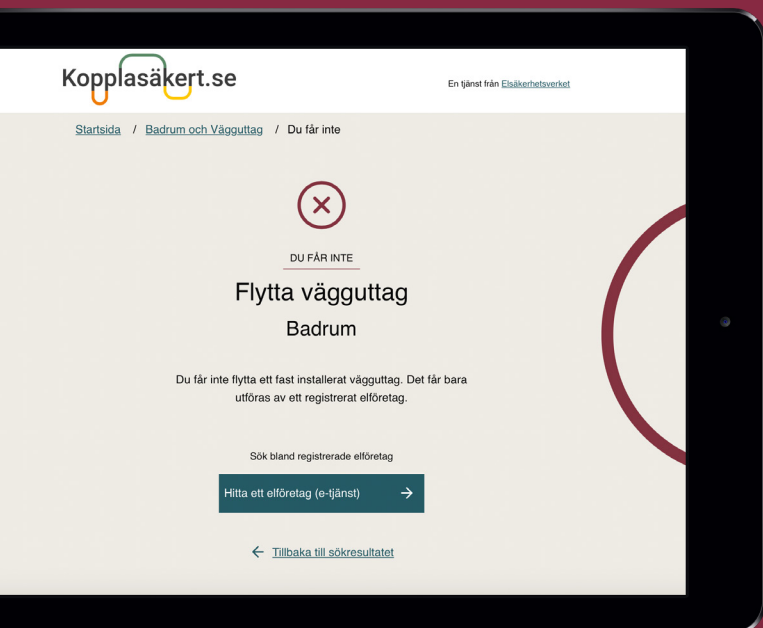 Kopplasäkert.se
En tjänst från Elsäkerhetsverket
Startsida / Badrum och Vägguttag / Du får inte
DU FÅR INTE
Flytta vägguttag
Badrum
Du får inte flytta ett fast installerat vägguttag. Det får bara
utföras av ett registrerat elföretag.
Sök bland registrerade elföretag
Hitta ett elföretag (e-tjänst)
Tillbaka till sökresultatet